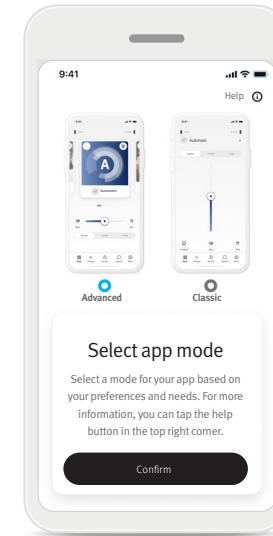 9:41
Help
A
Automatic
Automatic
Advanced
Classic
Select app mode
Select a mode for your app based on
your preferences and needs. For more
information, you can tap the help
button in the top right corner.
Confirm